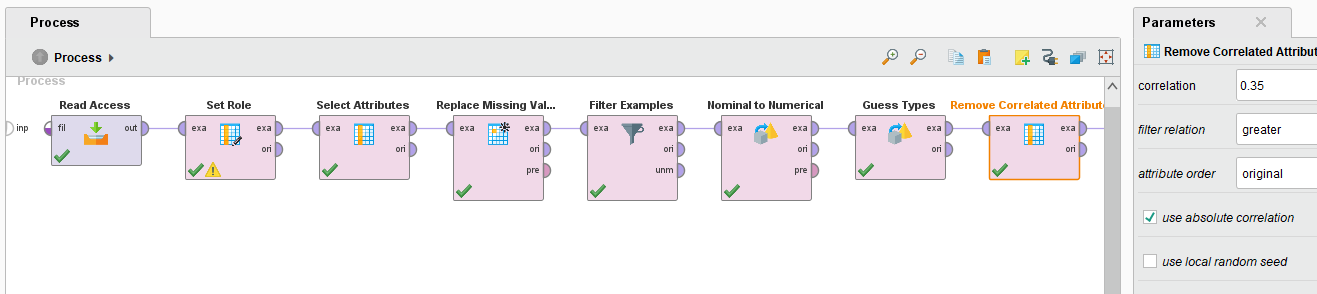 Process
Parameters
Process
Remove Correlated Attribut
Process
correlation
0.35
filter relation
greater
attribute order
original
use absolute correlation
use local random seed
Read Access
Set Role
Select Attributes
Replace Missing Val...
Filter Examples
Nominal to Numerical
Guess Types
Remove Correlated Attribute
inp
fil
out
exa
exa
exa
exa
exa
exa
exa
exa
exa
exa
exa
exa
exa
exa
ori
ori
ori
ori
ori
ori
ori
pre
unm
pre